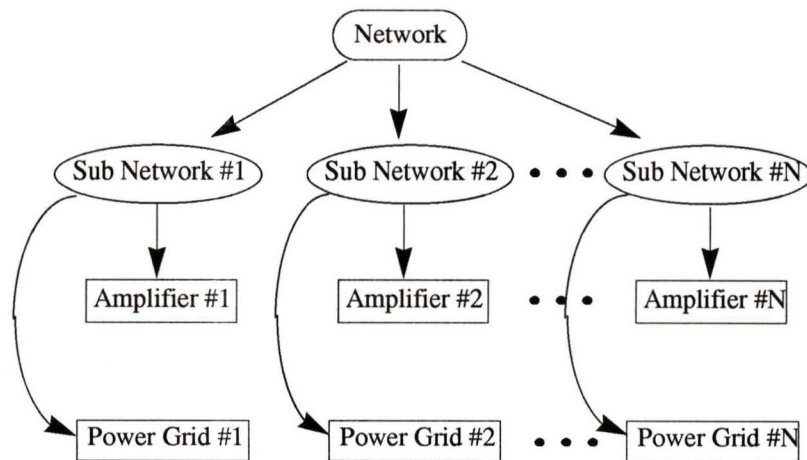 Network
Sub Network #1 Sub Network #2 • • • Sub Network #N
Amplifier #1 Amplifier #2 • • • Amplifier #N
Power Grid #1 Power Grid #2 • • • Power Grid #N